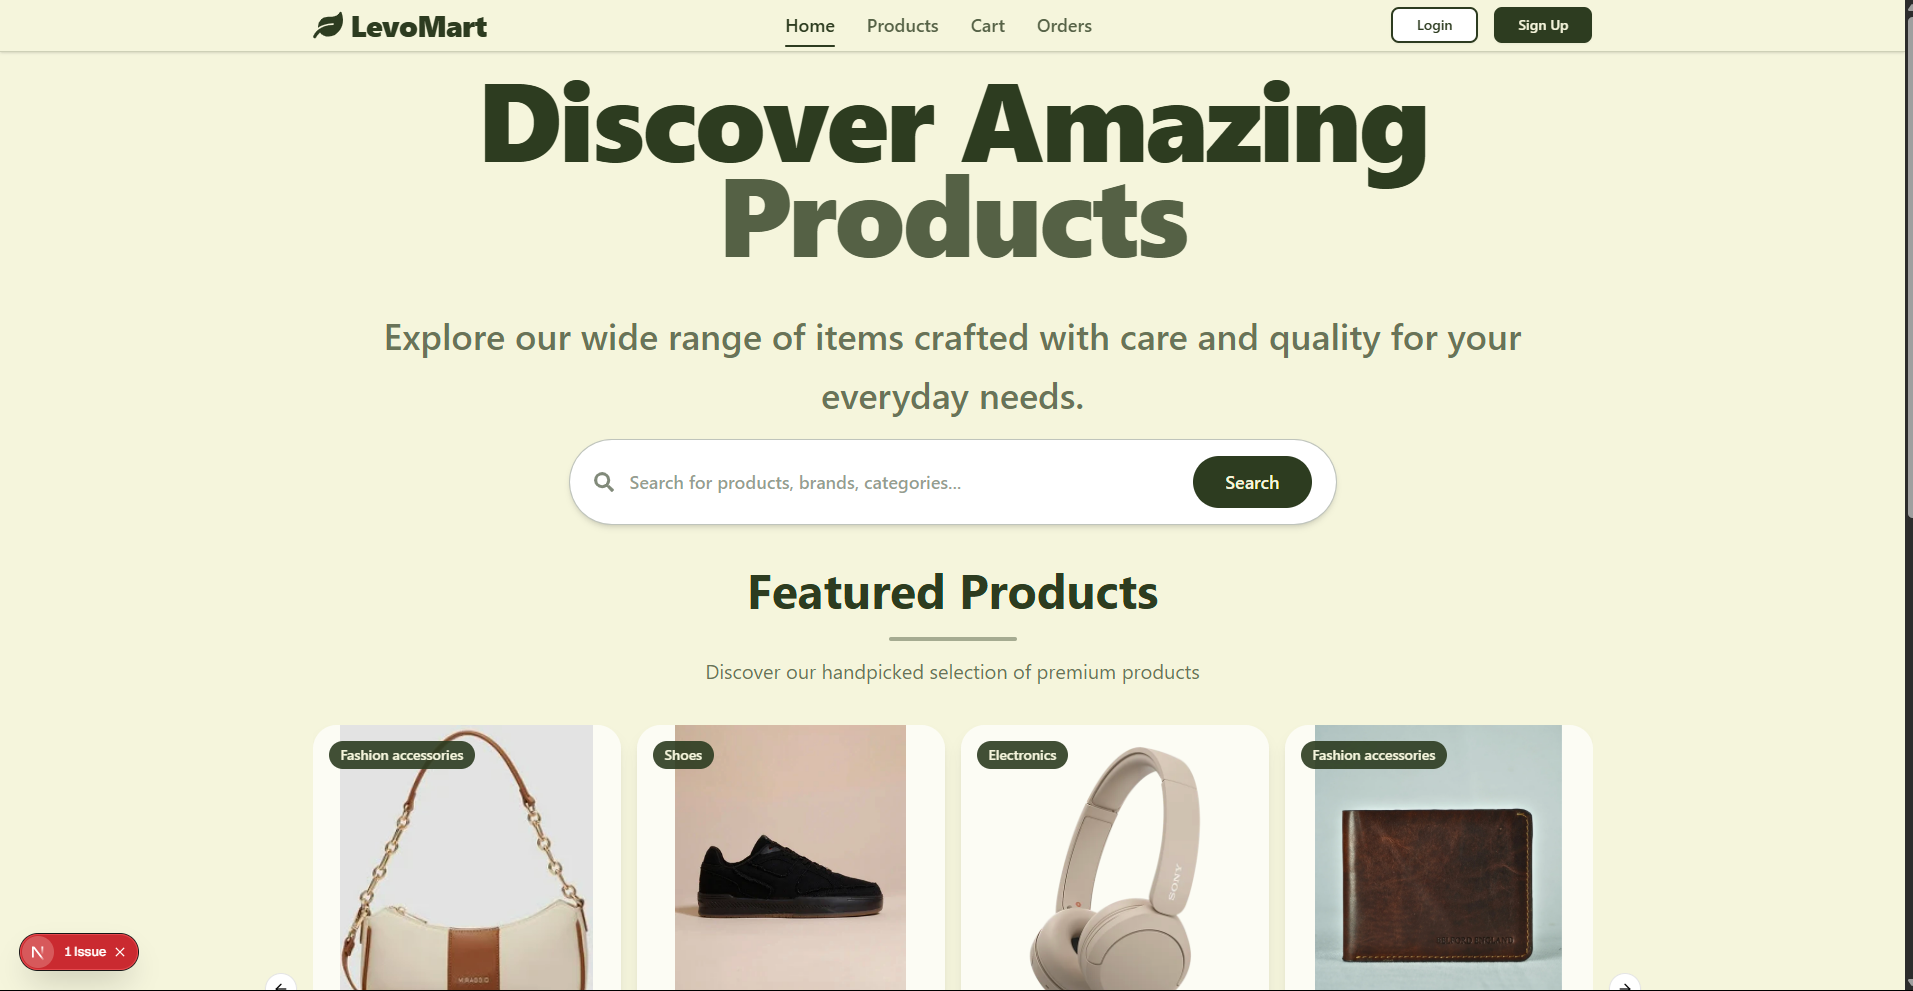 LevoMart
Home Products Cart Orders
Login Sign Up
Discover Amazing
Products
Explore our wide range of items crafted with care and quality for your
everyday needs.
Search for products, brands, categories...
Search
Featured Products
Discover our handpicked selection of premium products
Fashion accessories
Shoes
Electronics
Fashion accessories
SONY
N 1 Issue